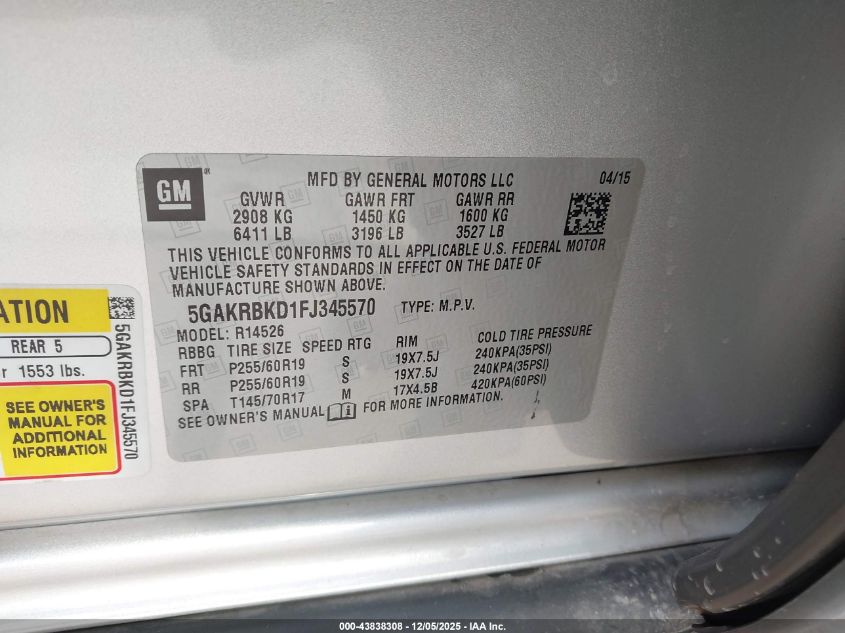 GM
MFD BY GENERAL MOTORS LLC 04/15
GVWR GAWR FRT GAWR RR
2908 KG 1450 KG 1600 KG
6411 LB 3196 LB 3527 LB
THIS VEHICLE CONFORMS TO ALL APPLICABLE U.S. FEDERAL MOTOR
VEHICLE SAFETY STANDARDS IN EFFECT ON THE DATE OF
MANUFACTURE SHOWN ABOVE.
5GAKRBKD1FJ345570 TYPE: M.P.V.
MODEL: R14526
RBBG TIRE SIZE SPEED RTG RIM COLD TIRE PRESSURE
FRT P255/60R19 S 19X7.5J 240KPA(35PSI)
RR P255/60R19 S 19X7.5J 240KPA(35PSI)
SPA T145/70R17 M 17X4.5B 420KPA(60PSI)
SEE OWNER'S MANUAL FOR MORE INFORMATION.
ATION
REAR 5
r 1553 lbs.
SEE OWNER'S
MANUAL FOR
ADDITIONAL
INFORMATION
5GAKRBKD1FJ345570
000-43838308 - 12/05/2025 - IAA Inc.